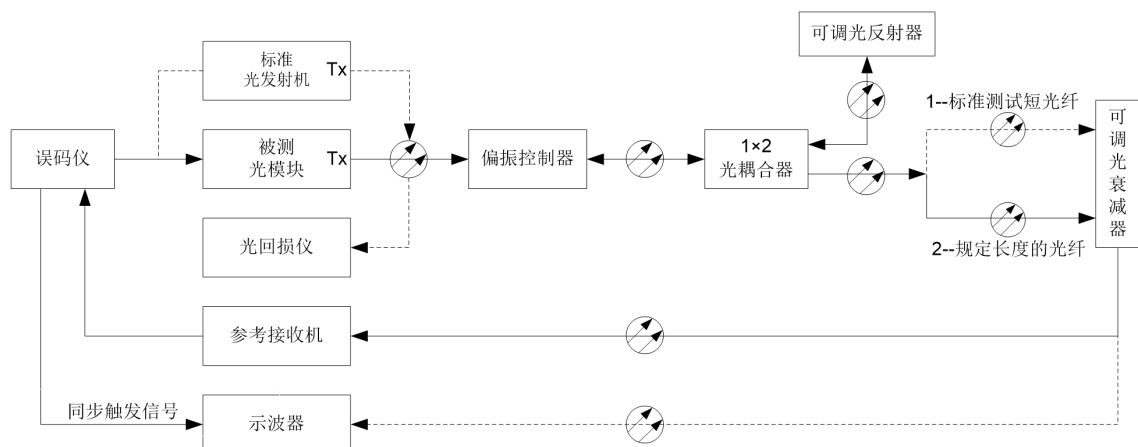 可调光反射器
标准
光发射机
Tx
1--标准测试短光纤
误码仪
被测
光模块
Tx
偏振控制器
1×2
光耦合器
可调光衰减器
光回损仪
2--规定长度的光纤
参考接收机
同步触发信号
示波器